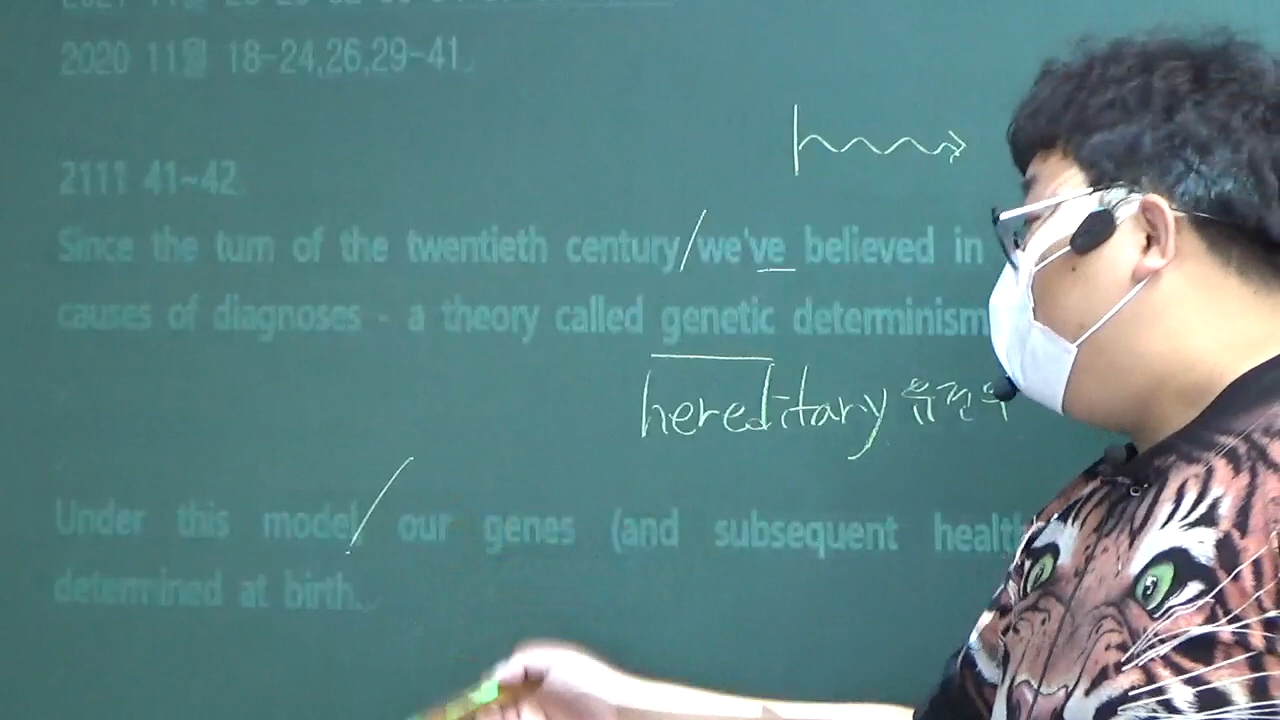 2020 11월 18-24,26,29-41.
2111 41~42
Since the turn of the twentieth century/we've believed in
causes of diagnoses - a theory called genetic determinism
hereditary 유전
Under this model/ our genes (and subsequent health
determined at birth.